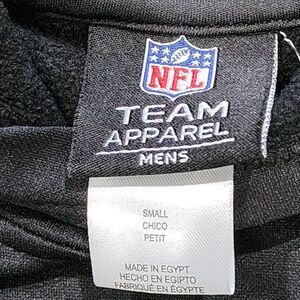 NFL
TEAM
APPAREL
MENS
SMALL
CHICO
PETIT
MADE IN EGYPT
HECHO EN EGIPTO
FABRIQUÉ EN ÉGYPTE